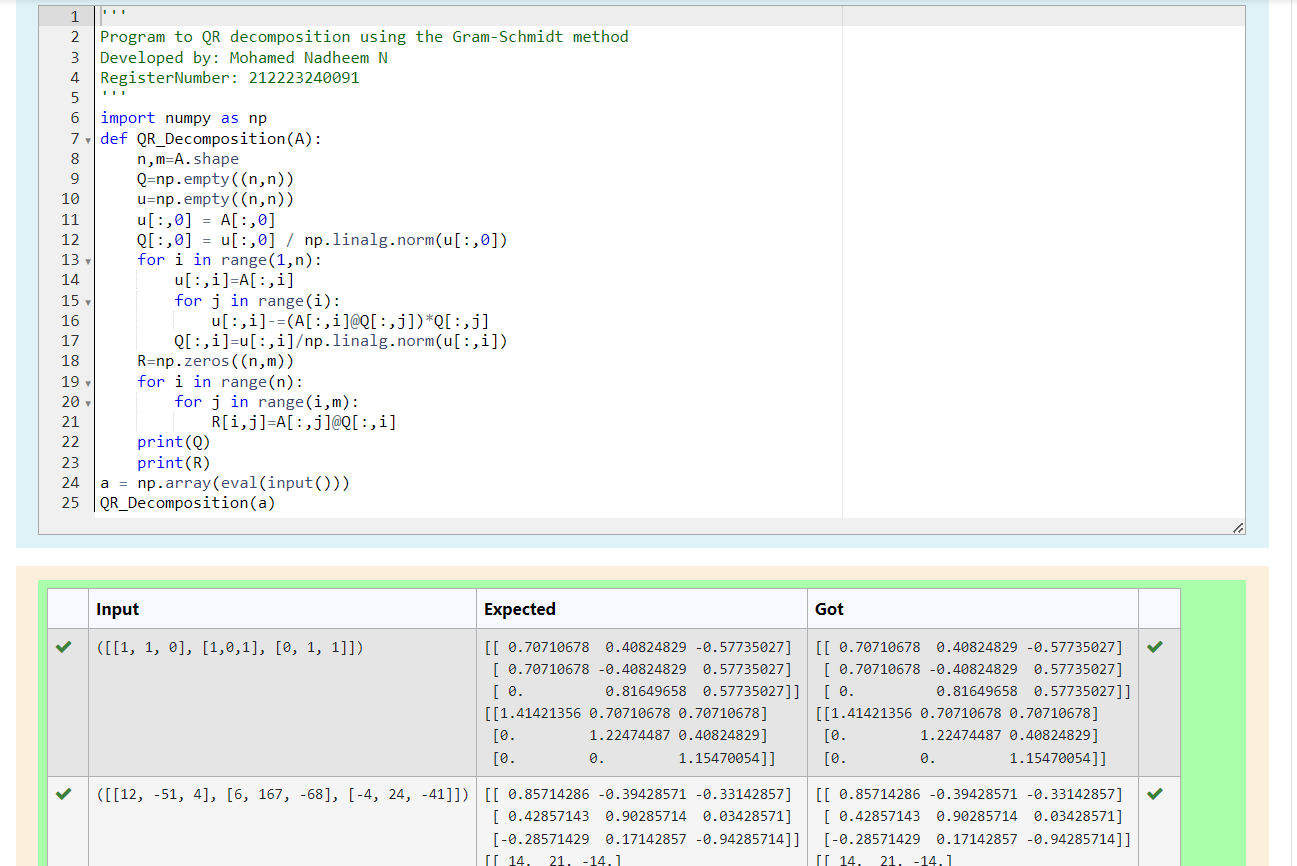 1 '''
2 Program to QR decomposition using the Gram-Schmidt method
3 Developed by: Mohamed Nadheem N
4 RegisterNumber: 212223240091
5 '''
6 import numpy as np
7 def QR_Decomposition(A):
8     n,m=A.shape
9     Q=np.empty((n,n))
10     u=np.empty((n,n))
11     u[:,0] = A[:,0]
12     Q[:,0] = u[:,0] / np.linalg.norm(u[:,0])
13     for i in range(1,n):
14         u[:,i]=A[:,i]
15         for j in range(i):
16             u[:,i]-=(A[:,i]@Q[:,j])*Q[:,j]
17         Q[:,i]=u[:,i]/np.linalg.norm(u[:,i])
18     R=np.zeros((n,m))
19     for i in range(n):
20         for j in range(i,m):
21             R[i,j]=A[:,j]@Q[:,i]
22     print(Q)
23     print(R)
24 a = np.array(eval(input()))
25 QR_Decomposition(a)
Input Expected Got
([[1, 1, 0], [1,0,1], [0, 1, 1]]) [[ 0.70710678  0.40824829 -0.57735027] [[ 0.70710678  0.40824829 -0.57735027]
[ 0.70710678 -0.40824829  0.57735027] [ 0.70710678 -0.40824829  0.57735027]
[ 0.          0.81649658  0.57735027]] [ 0.          0.81649658  0.57735027]]
[[1.41421356 0.70710678 0.70710678] [[1.41421356 0.70710678 0.70710678]
[0.         1.22474487 0.40824829] [0.         1.22474487 0.40824829]
[0.         0.         1.15470054]] [0.         0.         1.15470054]]
([[12, -51, 4], [6, 167, -68], [-4, 24, -41]]) [[ 0.85714286 -0.39428571 -0.33142857] [[ 0.85714286 -0.39428571 -0.33142857]
[ 0.42857143  0.90285714  0.03428571] [ 0.42857143  0.90285714  0.03428571]
[-0.28571429  0.17142857 -0.94285714]] [-0.28571429  0.17142857 -0.94285714]]
[[ 14.  21. -14.] [[ 14.  21. -14.]